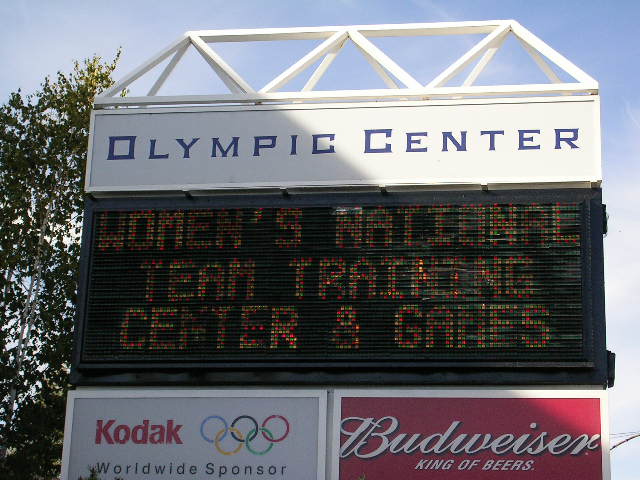 OLYMPIC CENTER
WOMEN'S NATIONAL
TEAM TRAINING
CENTER & GAMES
Kodak
Worldwide Sponsor
Budweiser
KING OF BEERS.